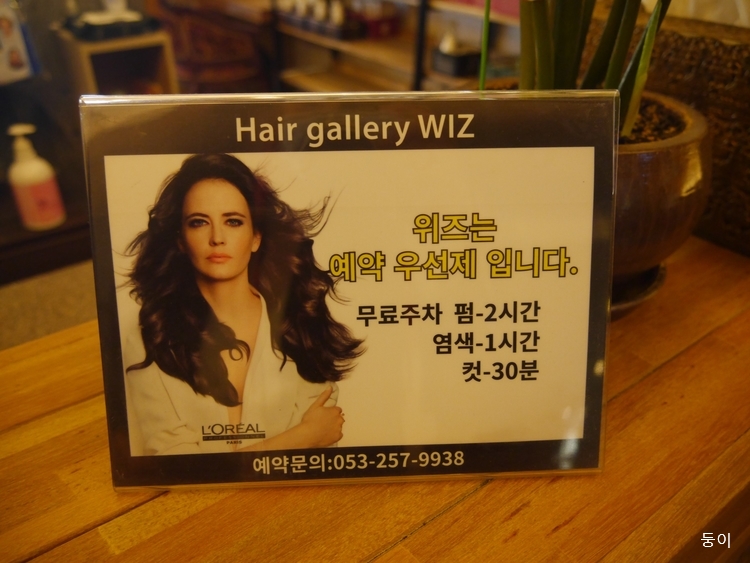 Hair gallery WIZ
위즈는
예약 우선제 입니다.
무료주차 펌-2시간
염색-1시간
컷-30분
L'ORÉAL
PARIS
예약문의:053-257-9938
둥이